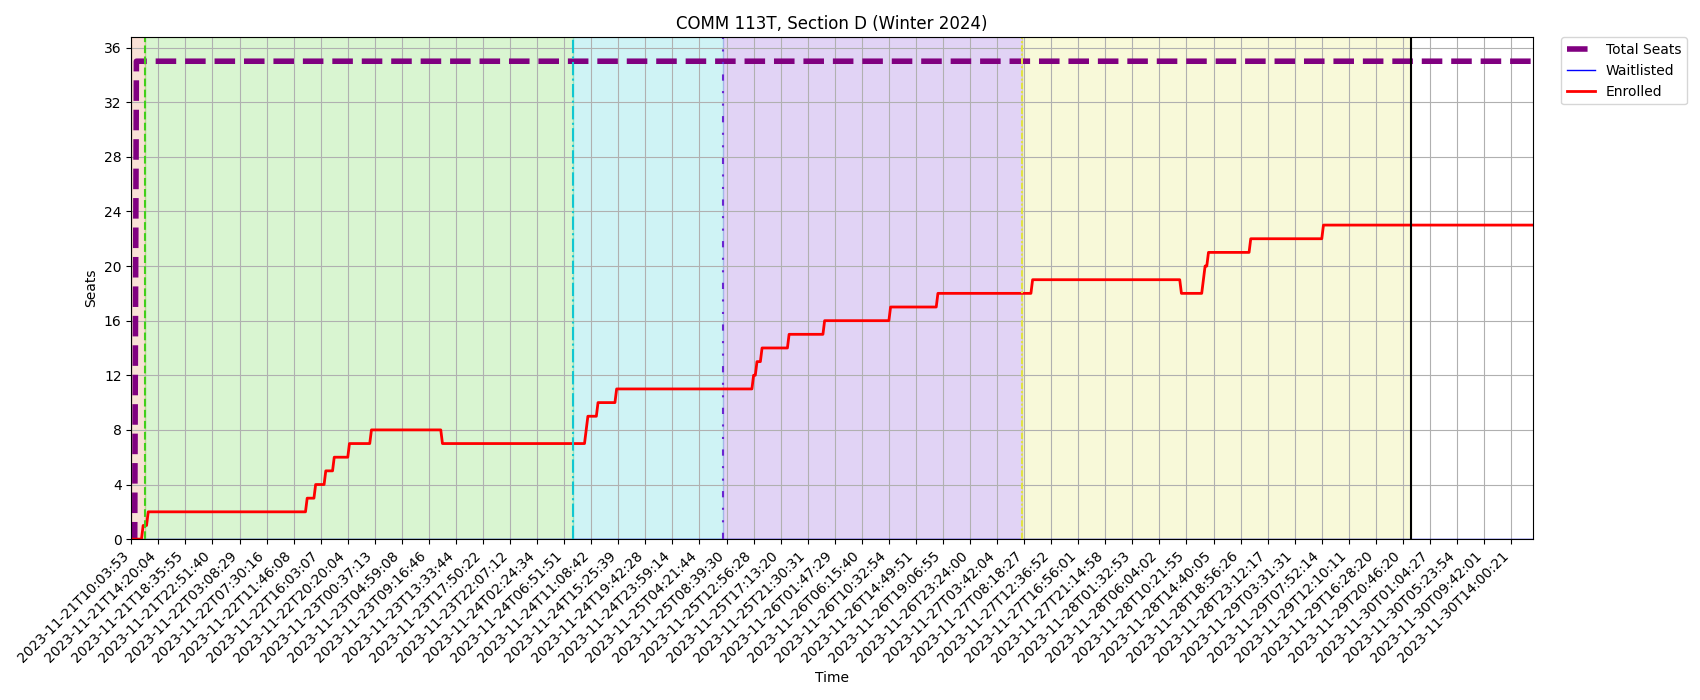 COMM 113T, Section D (Winter 2024)
Total Seats
Waitlisted
Enrolled
36
32
28
24
20
16
12
8
4
0
Seats
2023-11-21T10:03:53
2023-11-21T14:20:04
2023-11-21T18:35:55
2023-11-21T22:51:40
2023-11-22T03:08:29
2023-11-22T07:30:16
2023-11-22T11:46:08
2023-11-22T16:03:07
2023-11-22T20:20:04
2023-11-23T00:37:13
2023-11-23T04:59:08
2023-11-23T09:16:46
2023-11-23T13:33:44
2023-11-23T17:50:22
2023-11-23T22:07:12
2023-11-24T02:24:34
2023-11-24T06:51:51
2023-11-24T11:08:42
2023-11-24T15:25:39
2023-11-24T19:42:28
2023-11-24T23:59:14
2023-11-25T04:21:44
2023-11-25T08:39:30
2023-11-25T12:56:28
2023-11-25T17:13:20
2023-11-25T21:30:31
2023-11-26T01:47:29
2023-11-26T06:15:40
2023-11-26T10:32:54
2023-11-26T14:49:51
2023-11-26T19:06:55
2023-11-26T23:24:00
2023-11-27T03:42:04
2023-11-27T08:18:27
2023-11-27T12:36:52
2023-11-27T16:56:01
2023-11-27T21:14:58
2023-11-28T01:32:53
2023-11-28T06:04:02
2023-11-28T10:21:55
2023-11-28T14:40:05
2023-11-28T18:56:26
2023-11-28T23:12:17
2023-11-29T03:31:31
2023-11-29T07:52:14
2023-11-29T12:10:11
2023-11-29T16:28:20
2023-11-29T20:46:20
2023-11-30T01:04:27
2023-11-30T05:23:54
2023-11-30T09:42:01
2023-11-30T14:00:21
Time